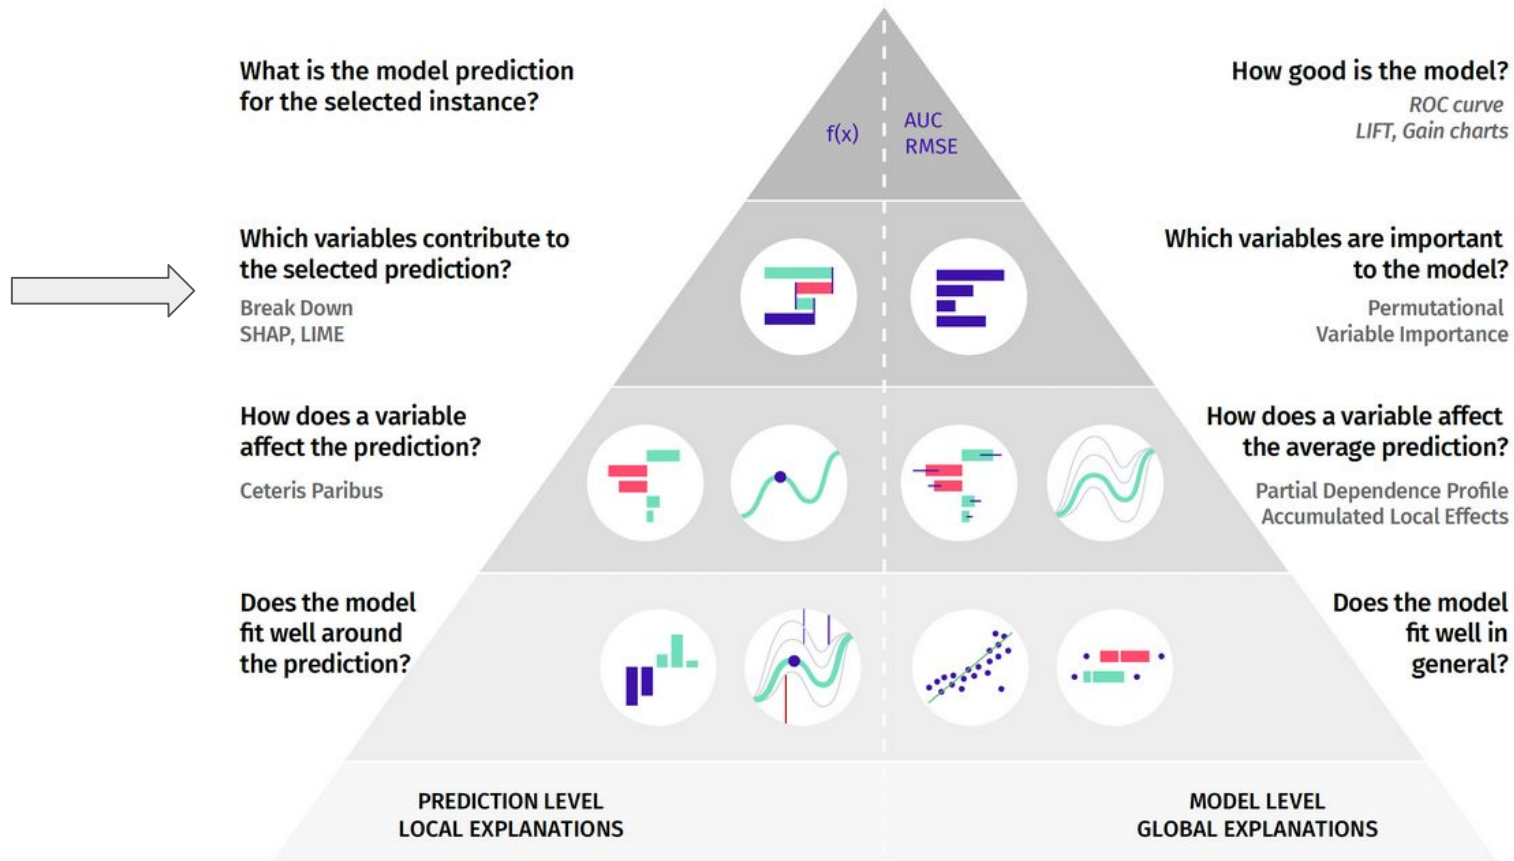 What is the model prediction
for the selected instance?
f(x)
AUC
RMSE
How good is the model?
ROC curve
LIFT, Gain charts
Which variables contribute to
the selected prediction?
Break Down
SHAP, LIME
Which variables are important
to the model?
Permutational
Variable Importance
How does a variable
affect the prediction?
Ceteris Paribus
How does a variable affect
the average prediction?
Partial Dependence Profile
Accumulated Local Effects
Does the model
fit well around
the prediction?
Does the model
fit well in
general?
PREDICTION LEVEL
LOCAL EXPLANATIONS
MODEL LEVEL
GLOBAL EXPLANATIONS